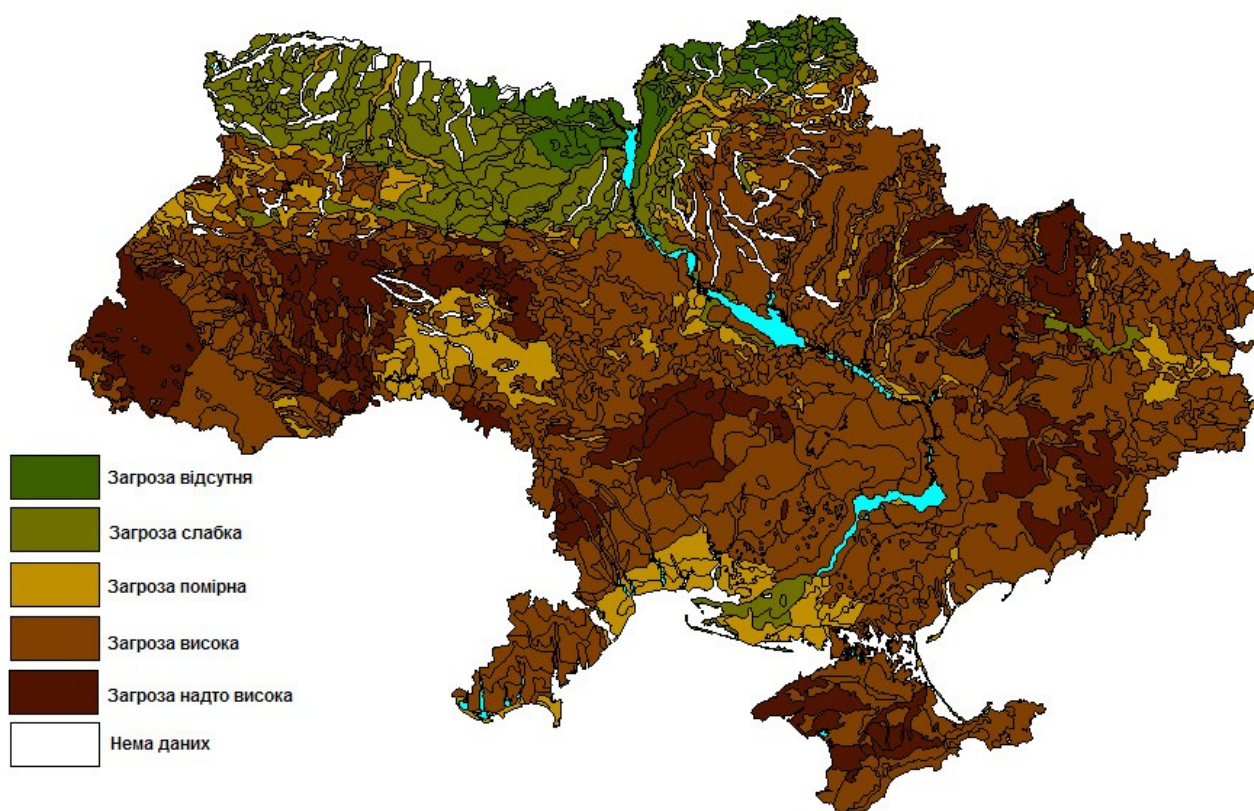 Загроза відсутня
Загроза слабка
Загроза помірна
Загроза висока
Загроза надто висока
Нема даних